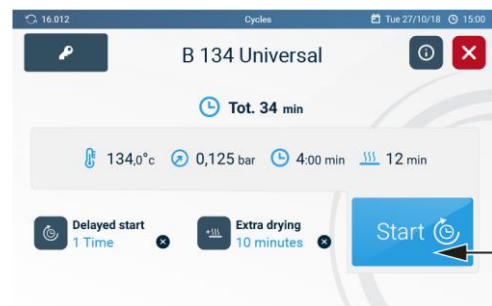 16.012 Cycles Tue 27/10/18 15:00
B 134 Universal
Tot. 34 min
134,0°c 0,125 bar 4:00 min 12 min
Delayed start
1 Time
Extra drying
10 minutes
Start